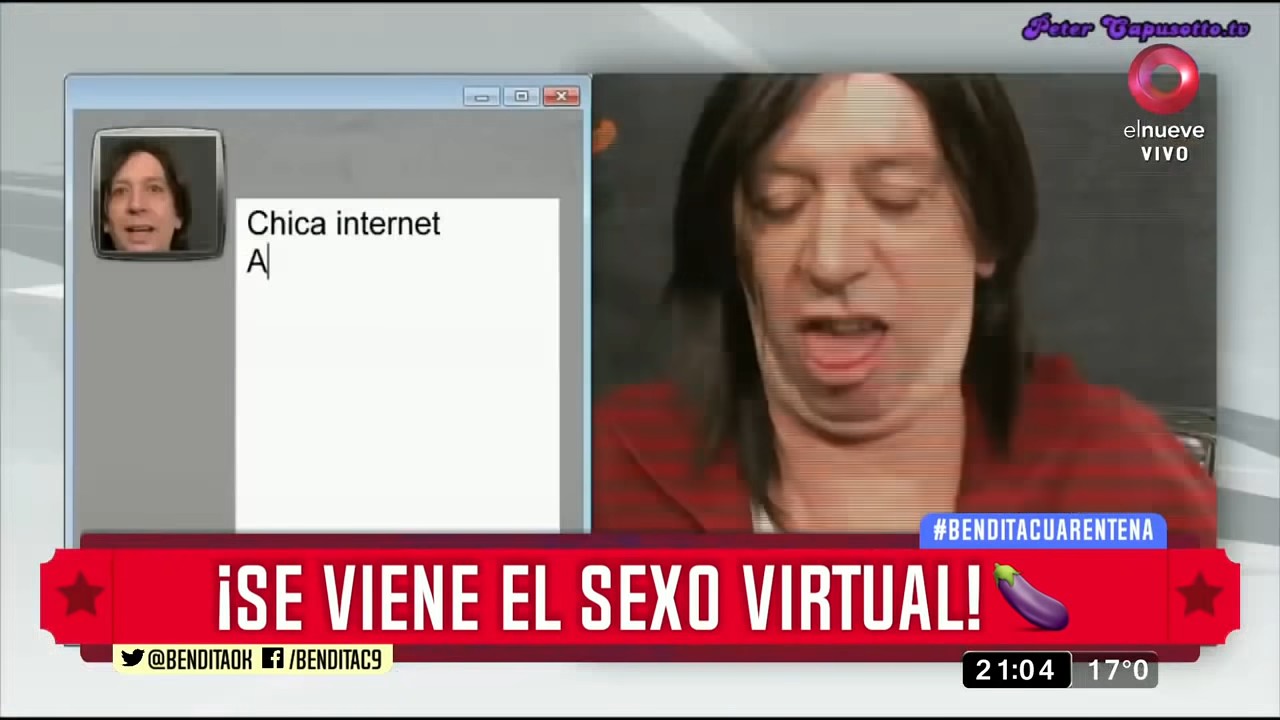 Peter Capusotto.tv
elnueve
VIVO
Chica internet
A
#BENDITACUARENTENA
¡SE VIENE EL SEXO VIRTUAL!
@BENDITAOK /BENDITAC9
21:04 17°0